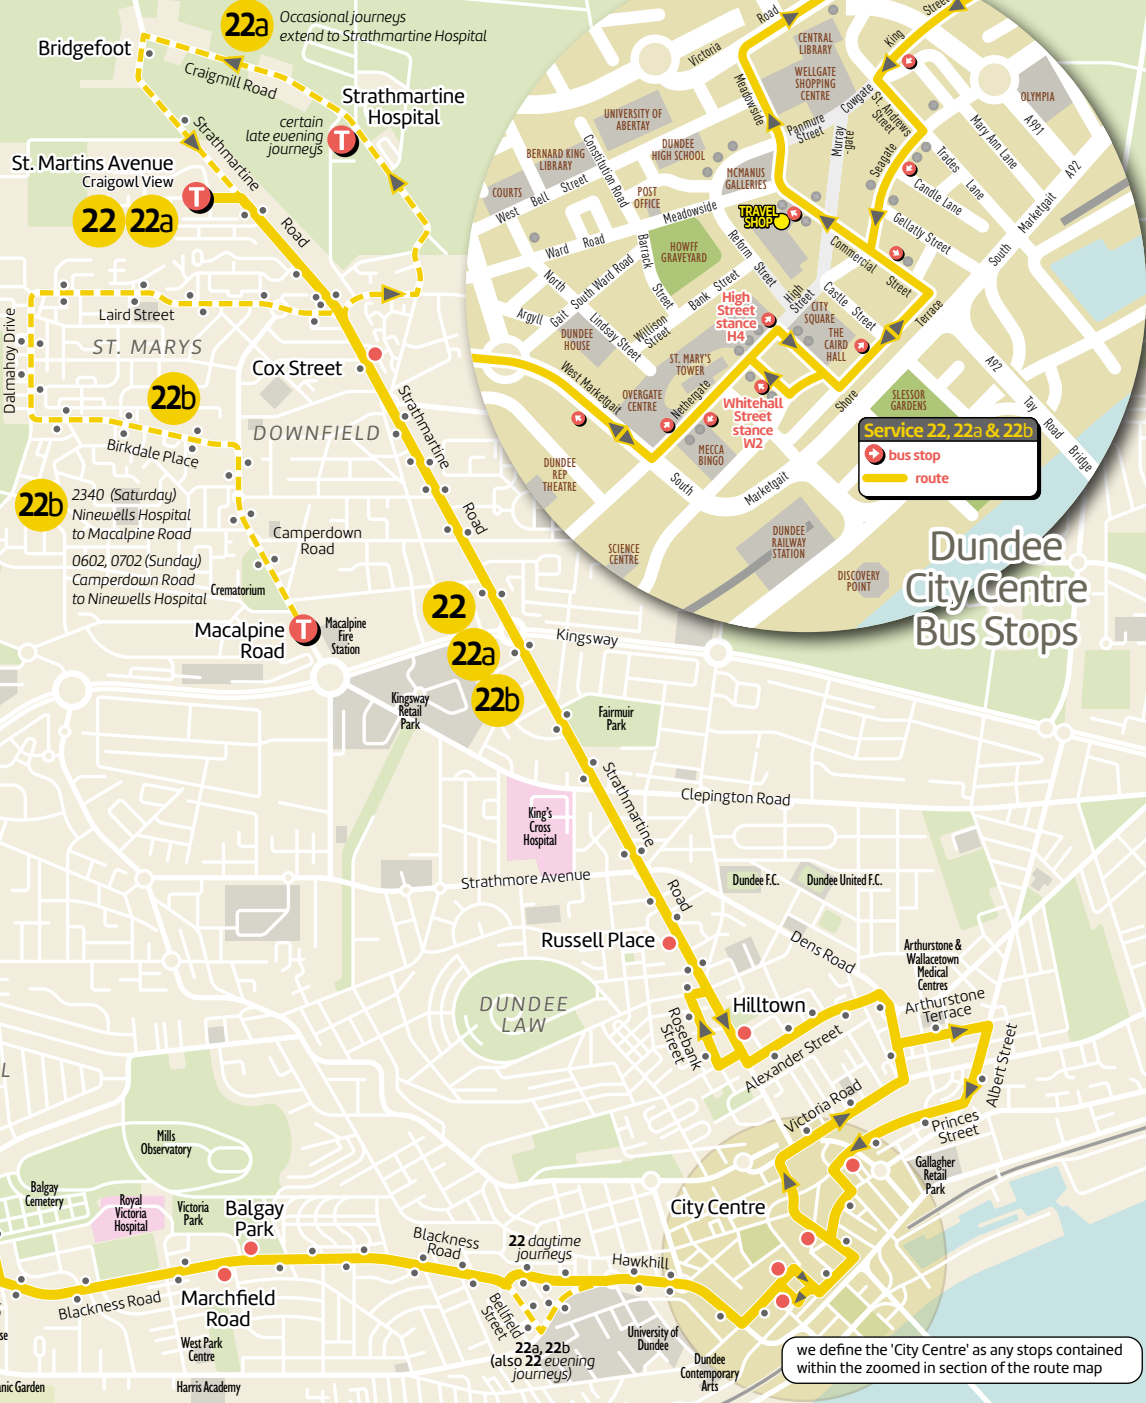 22a
Occasional journeys
extend to Strathmartine Hospital
Bridgefoot
Craigmill Road
Strathmartine
Hospital
certain
late evening
journeys
T
Strathmartine
Road
St. Martins Avenue
Craigowl View
T
22 22a
Laird Street
ST. MARYS
Dalmahoy Drive
Cox Street
22b
DOWNFIELD
Birkdale Place
Strathmartine
Road
22b
2340 (Saturday)
Ninewells Hospital
to Macalpine Road
0602, 0702 (Sunday)
Camperdown Road
to Ninewells Hospital
Camperdown
Road
Crematorium
Macalpine
Road
T
Macalpine
Fire
Station
22
22a
22b
Kingsway
Kingsway
Retail
Park
Fairmuir
Park
Strathmartine
Road
Clepington Road
King's
Cross
Hospital
Strathmore Avenue
Dundee F.C.
Dundee United F.C.
Russell Place
Dens Road
Arthurstone &
Wallacetown
Medical
Centres
Arthurstone
Terrace
DUNDEE
LAW
Hilltown
Rosebank
Street
Alexander Street
Albert Street
Victoria Road
Princes
Street
Gallagher
Retail
Park
L
Mills
Observatory
Balgay
Cemetery
Royal
Victoria
Hospital
Victoria
Park
Balgay
Park
City Centre
Blackness
Road
22 daytime
journeys
Hawkhill
Blackness Road
Marchfield
Road
Bellfield
Street
22a, 22b
(also 22 evening
journeys)
University of
Dundee
Dundee
Contemporary
Arts
West Park
Centre
Harris Academy
se
nic Garden
we define the 'City Centre' as any stops contained
within the zoomed in section of the route map
Road
Victoria
Meadowside
CENTRAL
LIBRARY
WELLGATE
SHOPPING
CENTRE
King
Street
OLYMPIA
A991
Cowgate
St. Andrews
Street
Panmure
Street
Murray
-gate
Mary Ann Lane
Trades
Lane
A92
UNIVERSITY OF
ABERTAY
DUNDEE
HIGH SCHOOL
Constitution Road
BERNARD KING
LIBRARY
COURTS
West
Bell
Street
POST
OFFICE
MCMANUS
GALLERIES
Seagate
Candle Lane
Gellatly Street
South
Marketgait
Meadowside
TRAVEL
SHOP
Commercial
Street
Ward
Road
Barrack
Street
HOWFF
GRAVEYARD
Reform
Street
North
South Ward Road
Bank
Street
High
Street
Castle
Street
Terrace
Argyll
Gait
Lindsay Street
Willison
Street
High
Street
stance
H4
CITY
SQUARE
THE
CAIRD
HALL
DUNDEE
HOUSE
ST. MARY'S
TOWER
West Marketgait
OVERGATE
CENTRE
Nethergate
Whitehall
Street
stance
W2
Shore
SLESSOR
GARDENS
A92
Tay
Road
Bridge
MECCA
BINGO
DUNDEE
REP
THEATRE
South
Marketgait
Service 22, 22a & 22b
bus stop
route
SCIENCE
CENTRE
DUNDEE
RAILWAY
STATION
DISCOVERY
POINT
Dundee
City Centre
Bus Stops